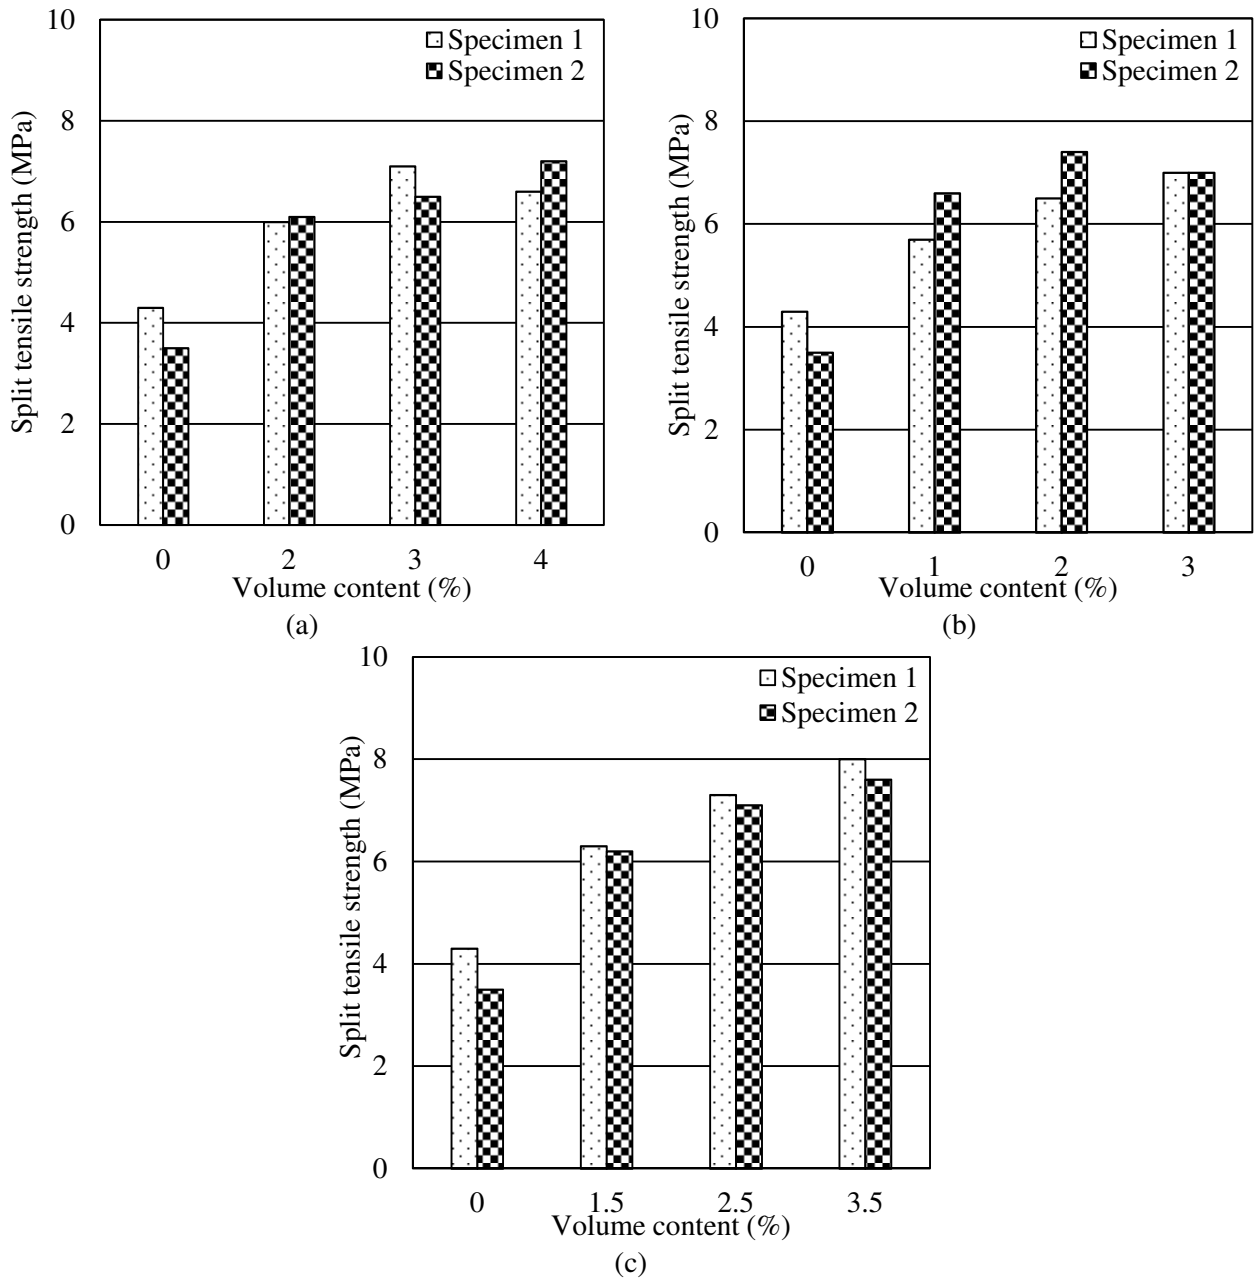 10
8
6
4
2
0
Split tensile strength (MPa)
Specimen 1
Specimen 2
0 2 3 4
Volume content (%)
(a)
10
8
6
4
2
0
Split tensile strength (MPa)
Specimen 1
Specimen 2
0 1 2 3
Volume content (%)
(b)
10
8
6
4
2
0
Split tensile strength (MPa)
Specimen 1
Specimen 2
0 1.5 2.5 3.5
Volume content (%)
(c)